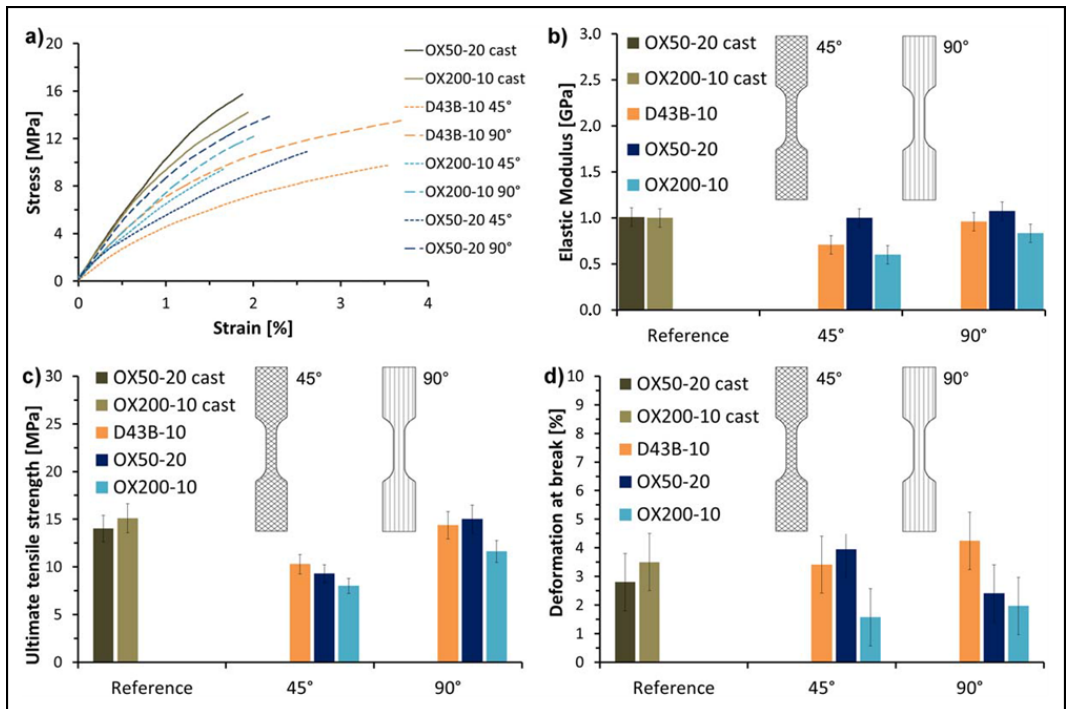 a)
20
16
12
8
4
0
Stress [MPa]
0 1 2 3 4
Strain [%]
OX50-20 cast
OX200-10 cast
D43B-10 45°
D43B-10 90°
OX200-10 45°
OX200-10 90°
OX50-20 45°
OX50-20 90°
b)
3.0
2.5
2.0
1.5
1.0
0.5
0.0
Elastic Modulus [GPa]
OX50-20 cast
OX200-10 cast
D43B-10
OX50-20
OX200-10
45°
90°
Reference 45° 90°
c)
30
25
20
15
10
5
0
Ultimate tensile strength [MPa]
OX50-20 cast
OX200-10 cast
D43B-10
OX50-20
OX200-10
45°
90°
Reference 45° 90°
d)
10
9
8
7
6
5
4
3
2
1
0
Deformation at break [%]
OX50-20 cast
OX200-10 cast
D43B-10
OX50-20
OX200-10
45°
90°
Reference 45° 90°